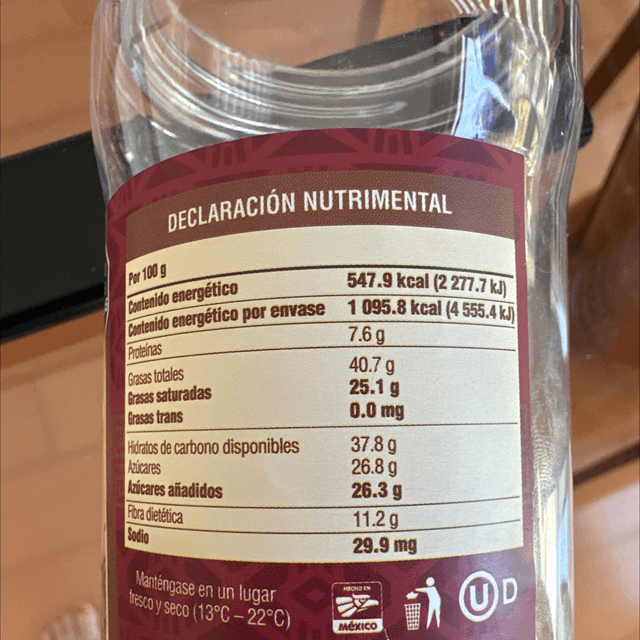 DECLARACIÓN NUTRIMENTAL
Por 100 g
Contenido energético 547.9 kcal (2 277.7 kJ)
Contenido energético por envase 1 095.8 kcal (4 555.4 kJ)
Proteínas 7.6 g
Grasas totales 40.7 g
Grasas saturadas 25.1 g
Grasas trans 0.0 mg
Hidratos de carbono disponibles 37.8 g
Azúcares 26.8 g
Azúcares añadidos 26.3 g
Fibra dietética 11.2 g
Sodio 29.9 mg
Manténgase en un lugar
fresco y seco (13°C – 22°C)
HECHO EN
MÉXICO
U D